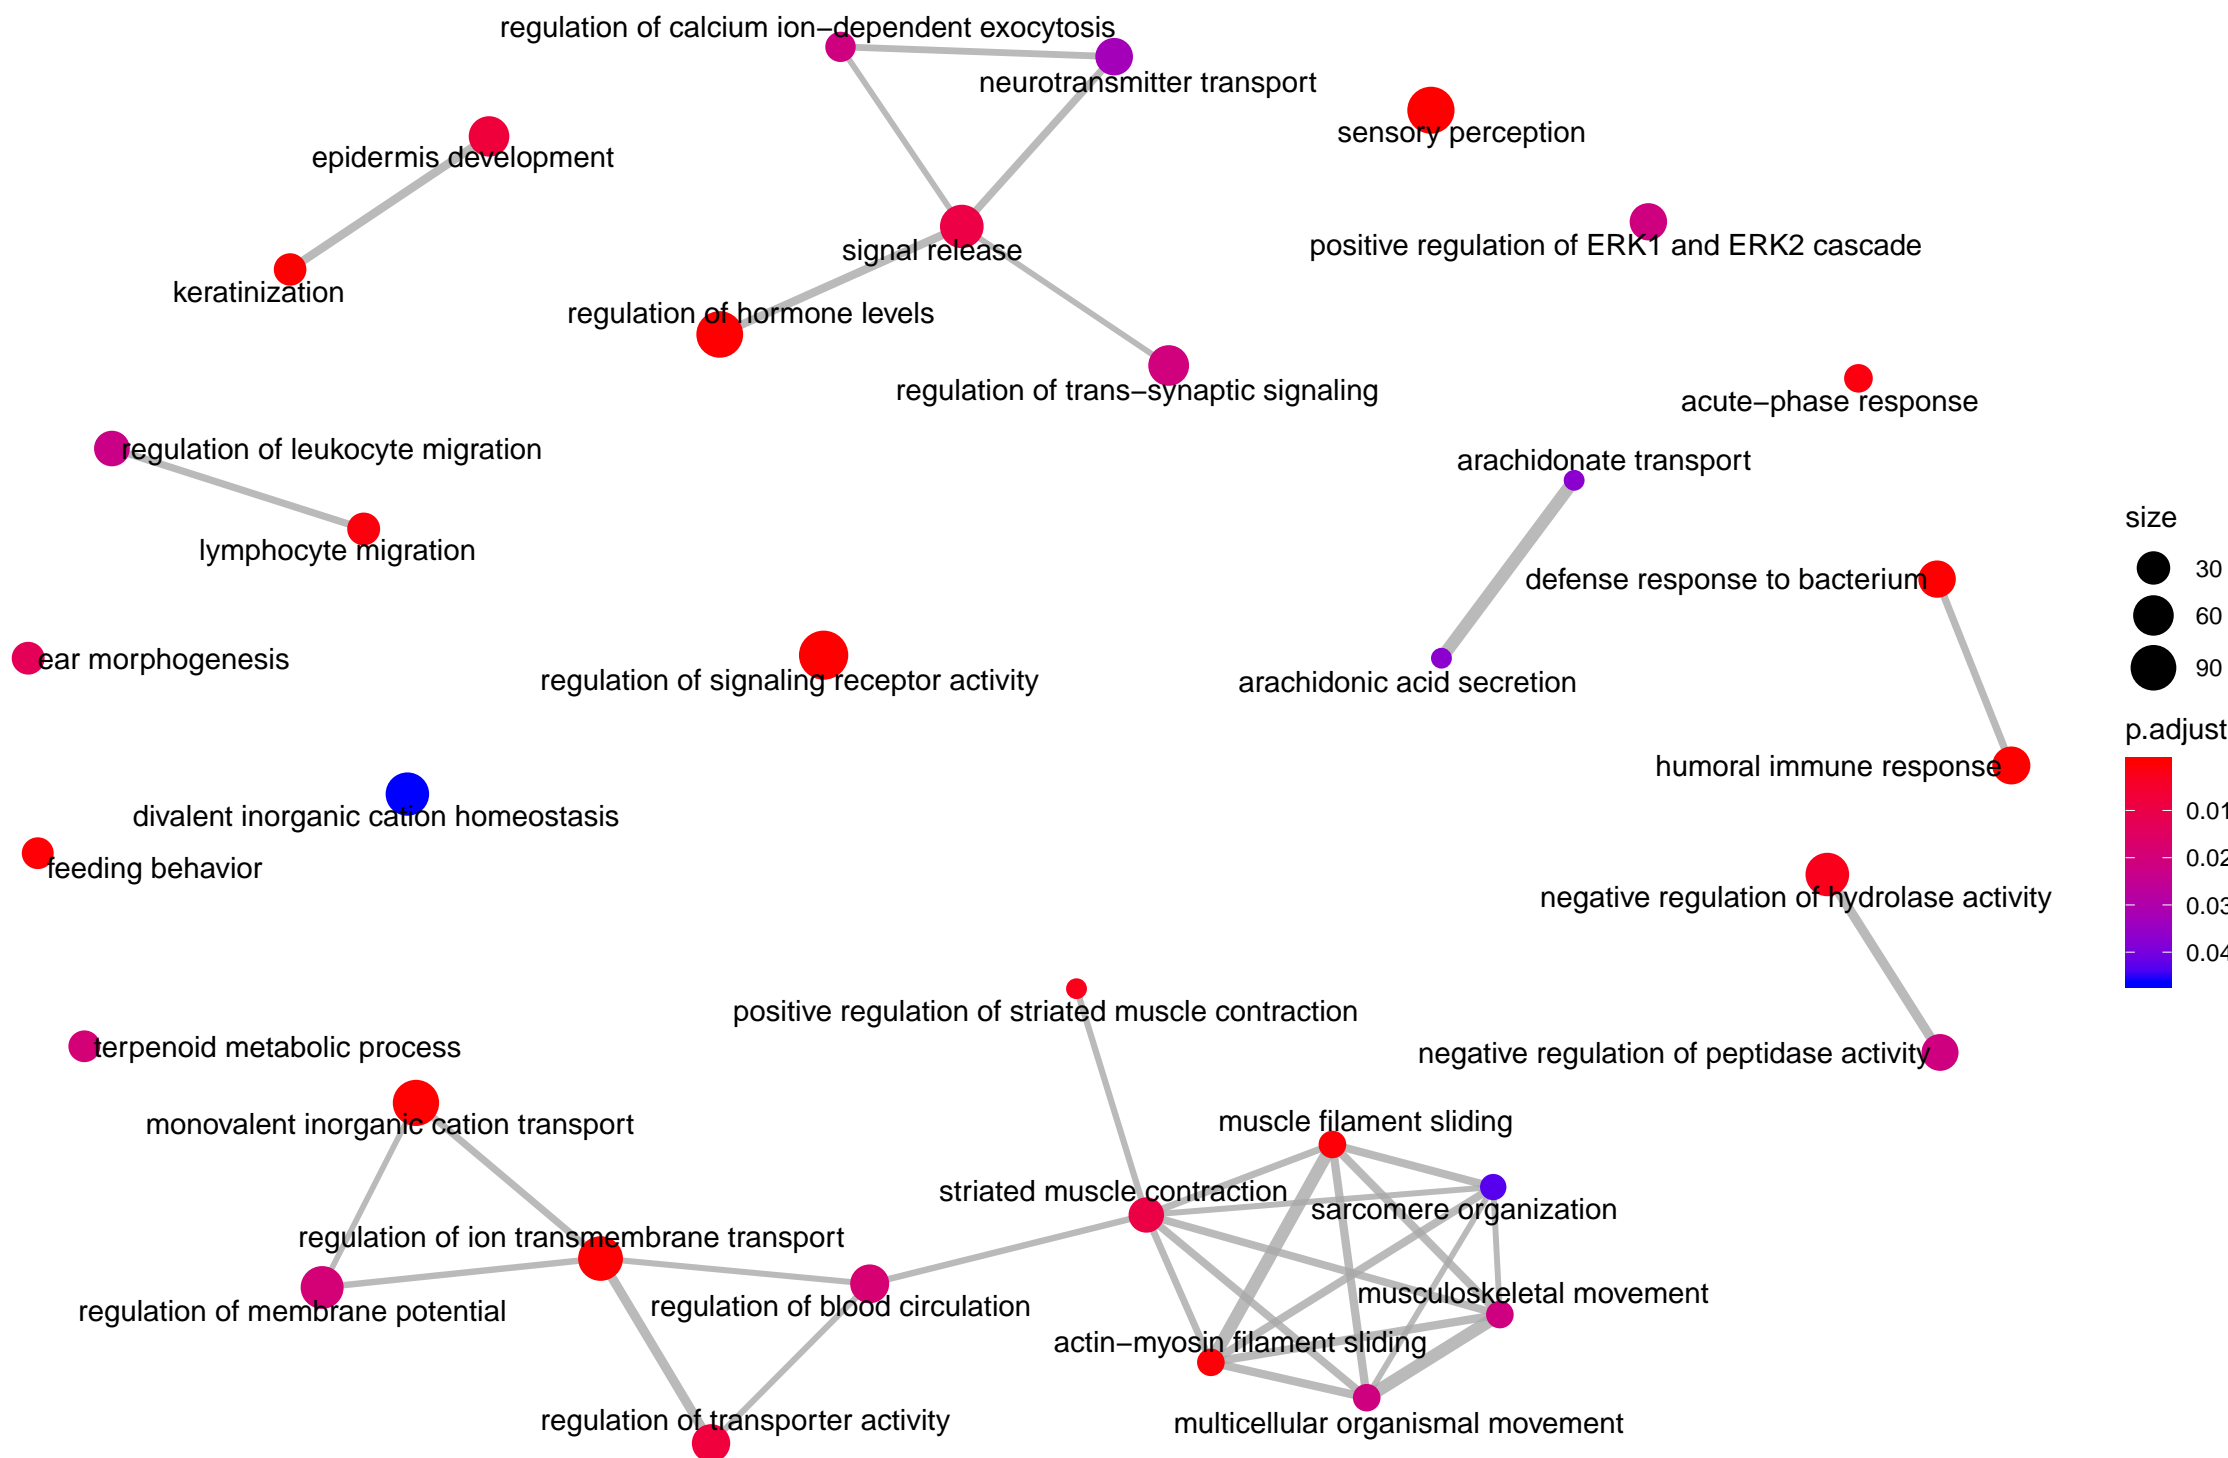 regulation of calcium ion−dependent exocytosis
neurotransmitter transport
sensory perception
epidermis development
positive regulation of ERK1 and ERK2 cascade
signal release
keratinization
regulation of hormone levels
regulation of trans−synaptic signaling
acute−phase response
regulation of leukocyte migration
arachidonate transport
size
lymphocyte migration
30
defense response to bacterium
60
ear morphogenesis
90
regulation of signaling receptor activity
arachidonic acid secretion
p.adjust
humoral immune response
0.01
divalent inorganic cation homeostasis
0.02
feeding behavior
negative regulation of hydrolase activity
0.03
0.04
positive regulation of striated muscle contraction
terpenoid metabolic process
negative regulation of peptidase activity
monovalent inorganic cation transport
muscle filament sliding
striated muscle contraction
sarcomere organization
regulation of ion transmembrane transport
musculoskeletal movement
regulation of membrane potential
regulation of blood circulation
actin−myosin filament sliding
regulation of transporter activity
multicellular organismal movement